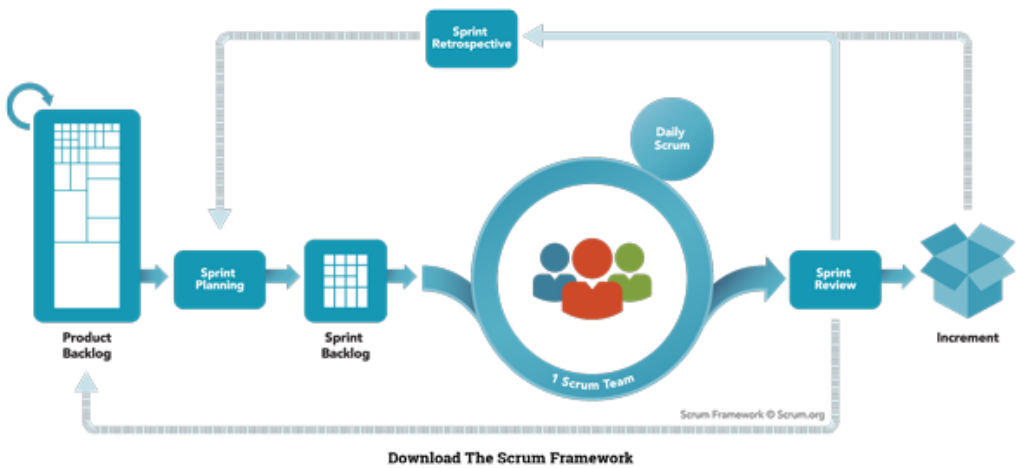 Sprint
Retrospective
Daily
Scrum
Sprint
Planning
Sprint
Review
Product
Backlog
Sprint
Backlog
Increment
1 Scrum Team
Scrum Framework © Scrum.org
Download The Scrum Framework